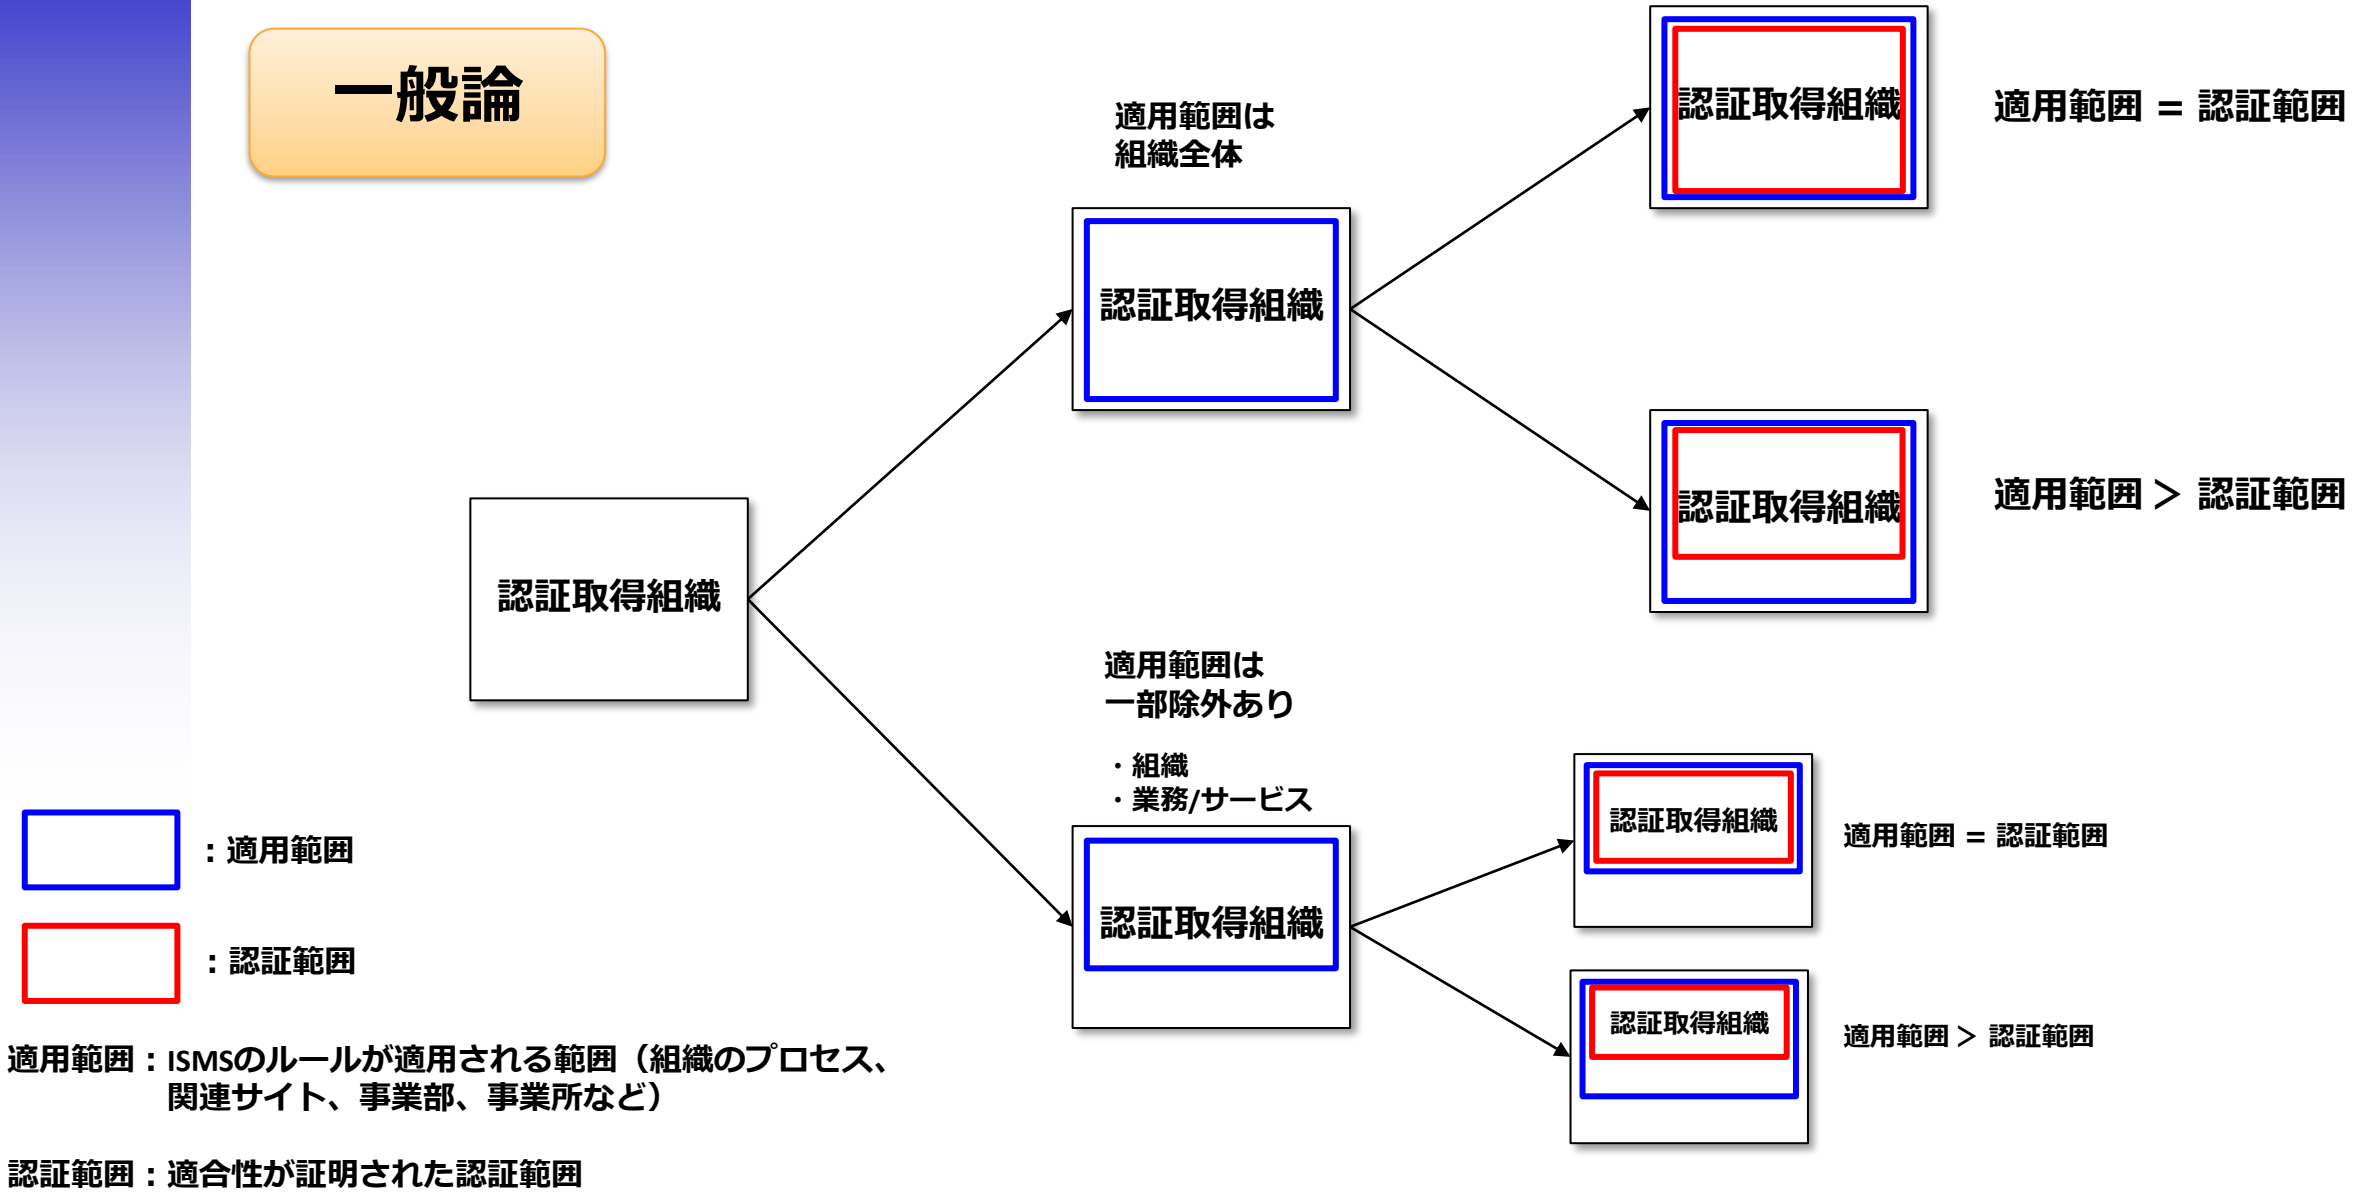 一般論
適用範囲は
組織全体
認証取得組織
適用範囲 = 認証範囲
認証取得組織
認証取得組織
適用範囲 > 認証範囲
認証取得組織
適用範囲は
一部除外あり
・組織
・業務/サービス
認証取得組織
認証取得組織
適用範囲 = 認証範囲
認証取得組織
適用範囲 > 認証範囲
:適用範囲
:認証範囲
適用範囲:ISMSのルールが適用される範囲(組織のプロセス、
関連サイト、事業部、事業所など)
認証範囲:適合性が証明された認証範囲